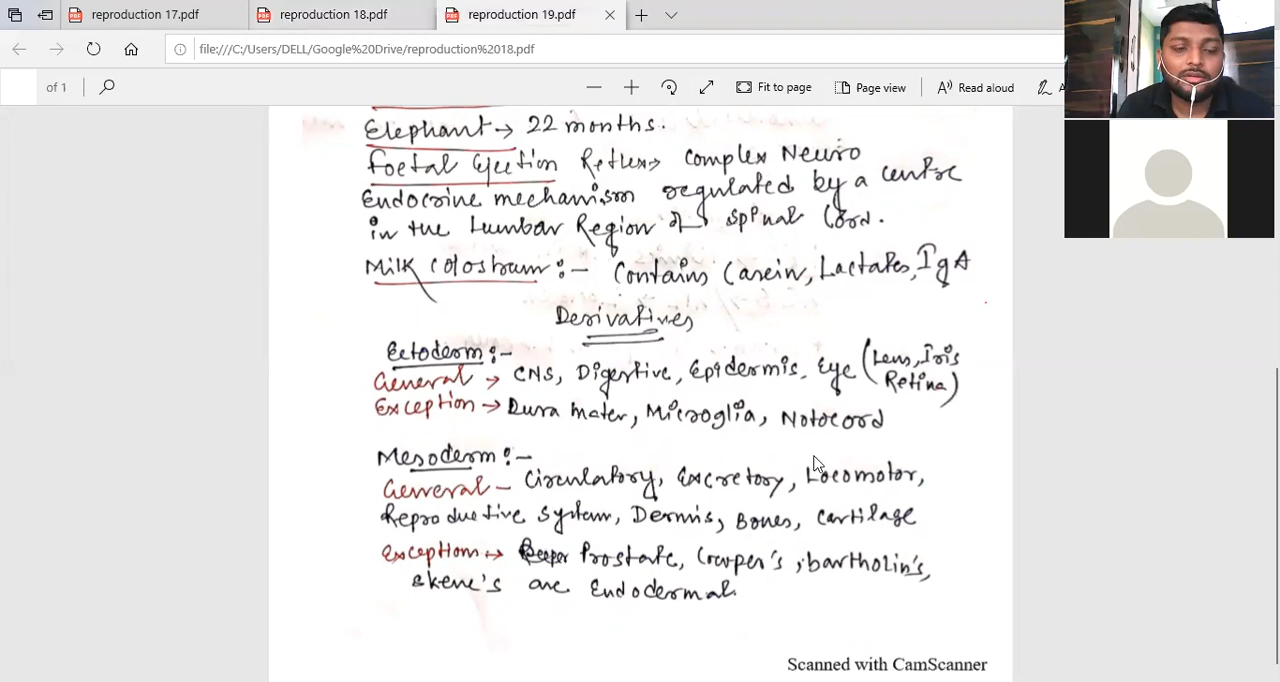 reproduction 17.pdf
reproduction 18.pdf
reproduction 19.pdf
file:///C:/Users/DELL/Google%20Drive/reproduction%2018.pdf
of 1
Fit to page
Page view
Read aloud
Elephant → 22 months.
Foetal Ejection Reflex → Complex Neuro
Endocrine mechanism regulated by a centre
in the Lumbar Region of spinal Cord.
Milk Colostrum :- Contains Casein, Lactates, IgA
Derivatives
Ectoderm :-
General → CNS, Digestive, Epidermis, Eye (Lens, Iris
Retina)
Exception → Dura mater, Microglia, Notocord
Mesoderm :-
General - Circulatory, Excretory, Locomotor,
Reproductive system, Dermis, Bones, Cartilage
Exception → Prostate, Cowper's, bartholin's,
skene's are Endodermal
Scanned with CamScanner